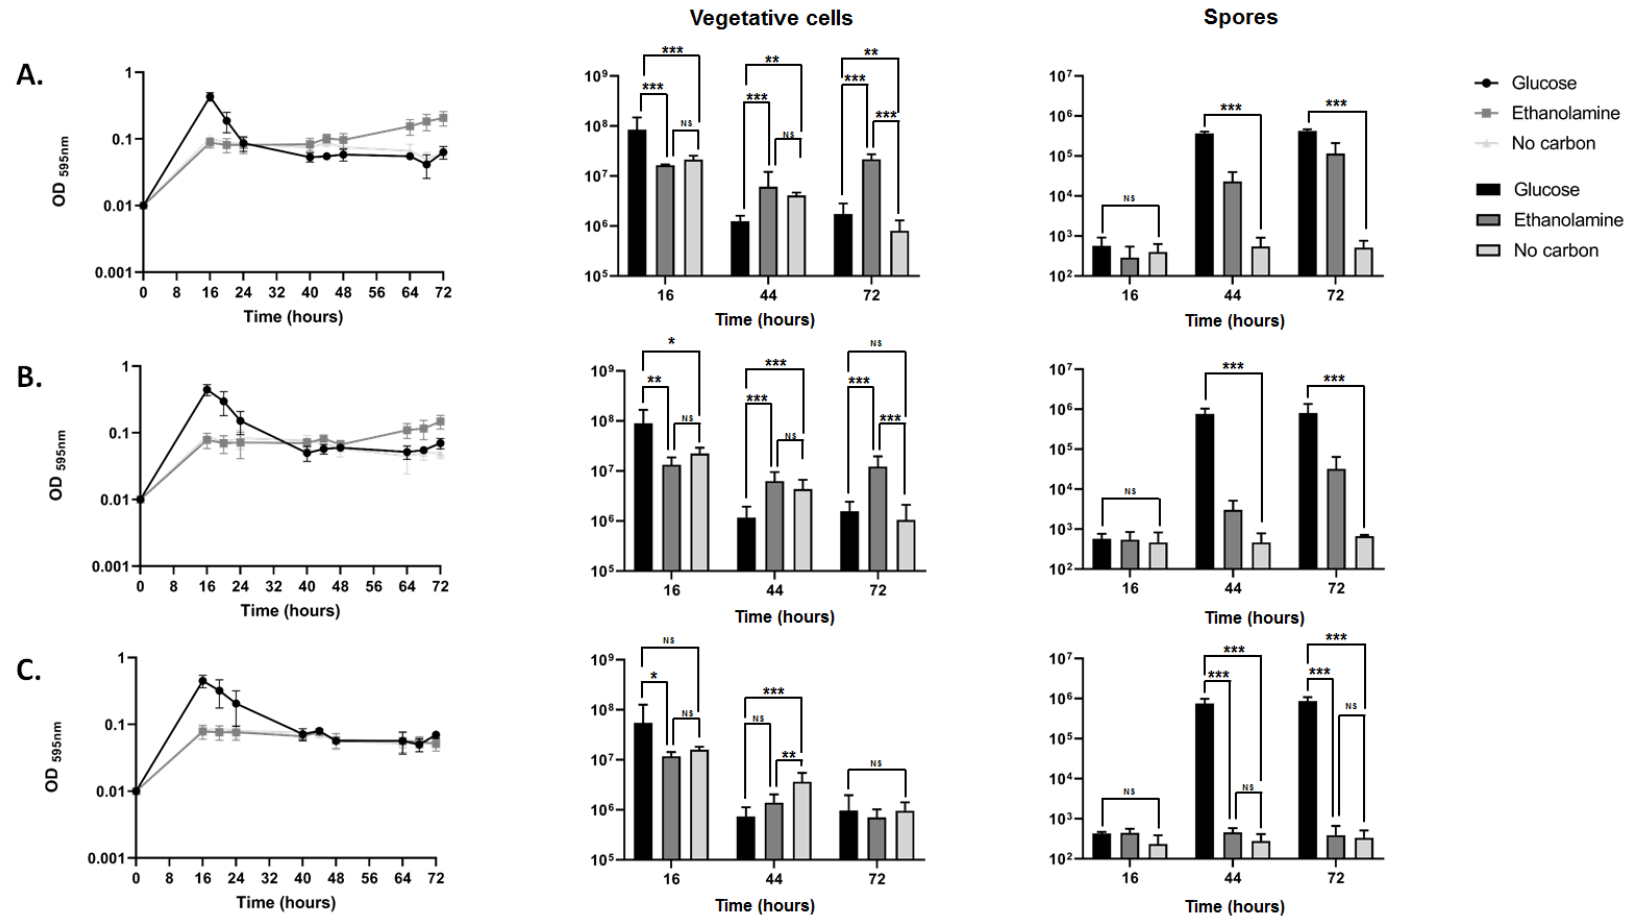 Vegetative cells
Spores
A.
1
0.1
0.01
0.001
OD 595nm
0 8 16 24 32 40 48 56 64 72
Time (hours)
10⁹
10⁸
10⁷
10⁶
10⁵
***
***
NS
**
***
NS
**
***
***
16 44 72
Time (hours)
10⁷
10⁶
10⁵
10⁴
10³
10²
NS
***
***
16 44 72
Time (hours)
Glucose
Ethanolamine
No carbon
Glucose
Ethanolamine
No carbon
B.
1
0.1
0.01
0.001
OD 595nm
0 8 16 24 32 40 48 56 64 72
Time (hours)
10⁹
10⁸
10⁷
10⁶
10⁵
*
**
NS
***
***
NS
NS
***
***
16 44 72
Time (hours)
10⁷
10⁶
10⁵
10⁴
10³
10²
NS
***
***
16 44 72
Time (hours)
C.
1
0.1
0.01
0.001
OD 595nm
0 8 16 24 32 40 48 56 64 72
Time (hours)
10⁹
10⁸
10⁷
10⁶
10⁵
NS
*
NS
***
NS
**
NS
16 44 72
Time (hours)
10⁷
10⁶
10⁵
10⁴
10³
10²
NS
***
***
NS
***
***
NS
16 44 72
Time (hours)